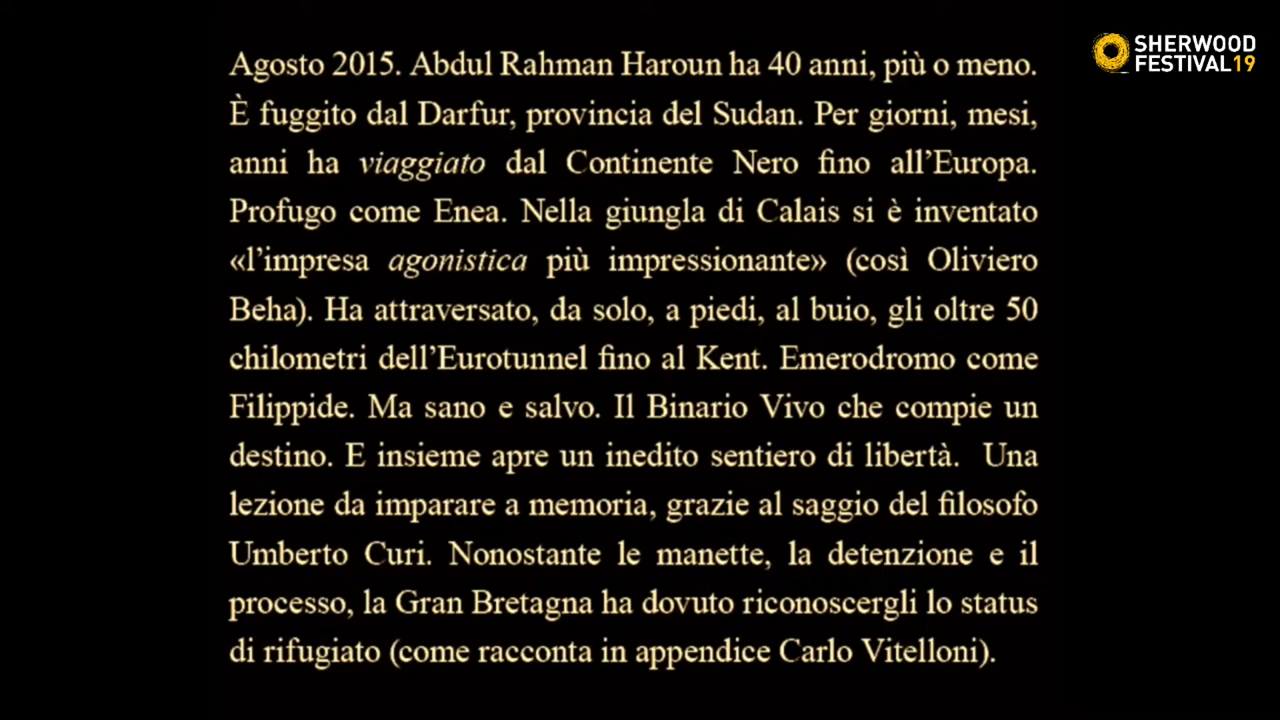 SHERWOOD
FESTIVAL19
Agosto 2015. Abdul Rahman Haroun ha 40 anni, più o meno.
È fuggito dal Darfur, provincia del Sudan. Per giorni, mesi,
anni ha viaggiato dal Continente Nero fino all’Europa.
Profugo come Enea. Nella giungla di Calais si è inventato
«l’impresa agonistica più impressionante» (così Oliviero
Beha). Ha attraversato, da solo, a piedi, al buio, gli oltre 50
chilometri dell’Eurotunnel fino al Kent. Emerodromo come
Filippide. Ma sano e salvo. Il Binario Vivo che compie un
destino. E insieme apre un inedito sentiero di libertà. Una
lezione da imparare a memoria, grazie al saggio del filosofo
Umberto Curi. Nonostante le manette, la detenzione e il
processo, la Gran Bretagna ha dovuto riconoscergli lo status
di rifugiato (come racconta in appendice Carlo Vitelloni).